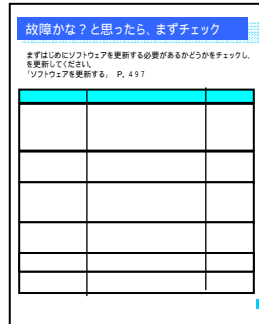 故障かな？と思ったら、まずチェック
まずはじめにソフトウェアを更新する必要があるかどうかをチェックし、
を更新してください。
「ソフトウェアを更新する」 P．４９７